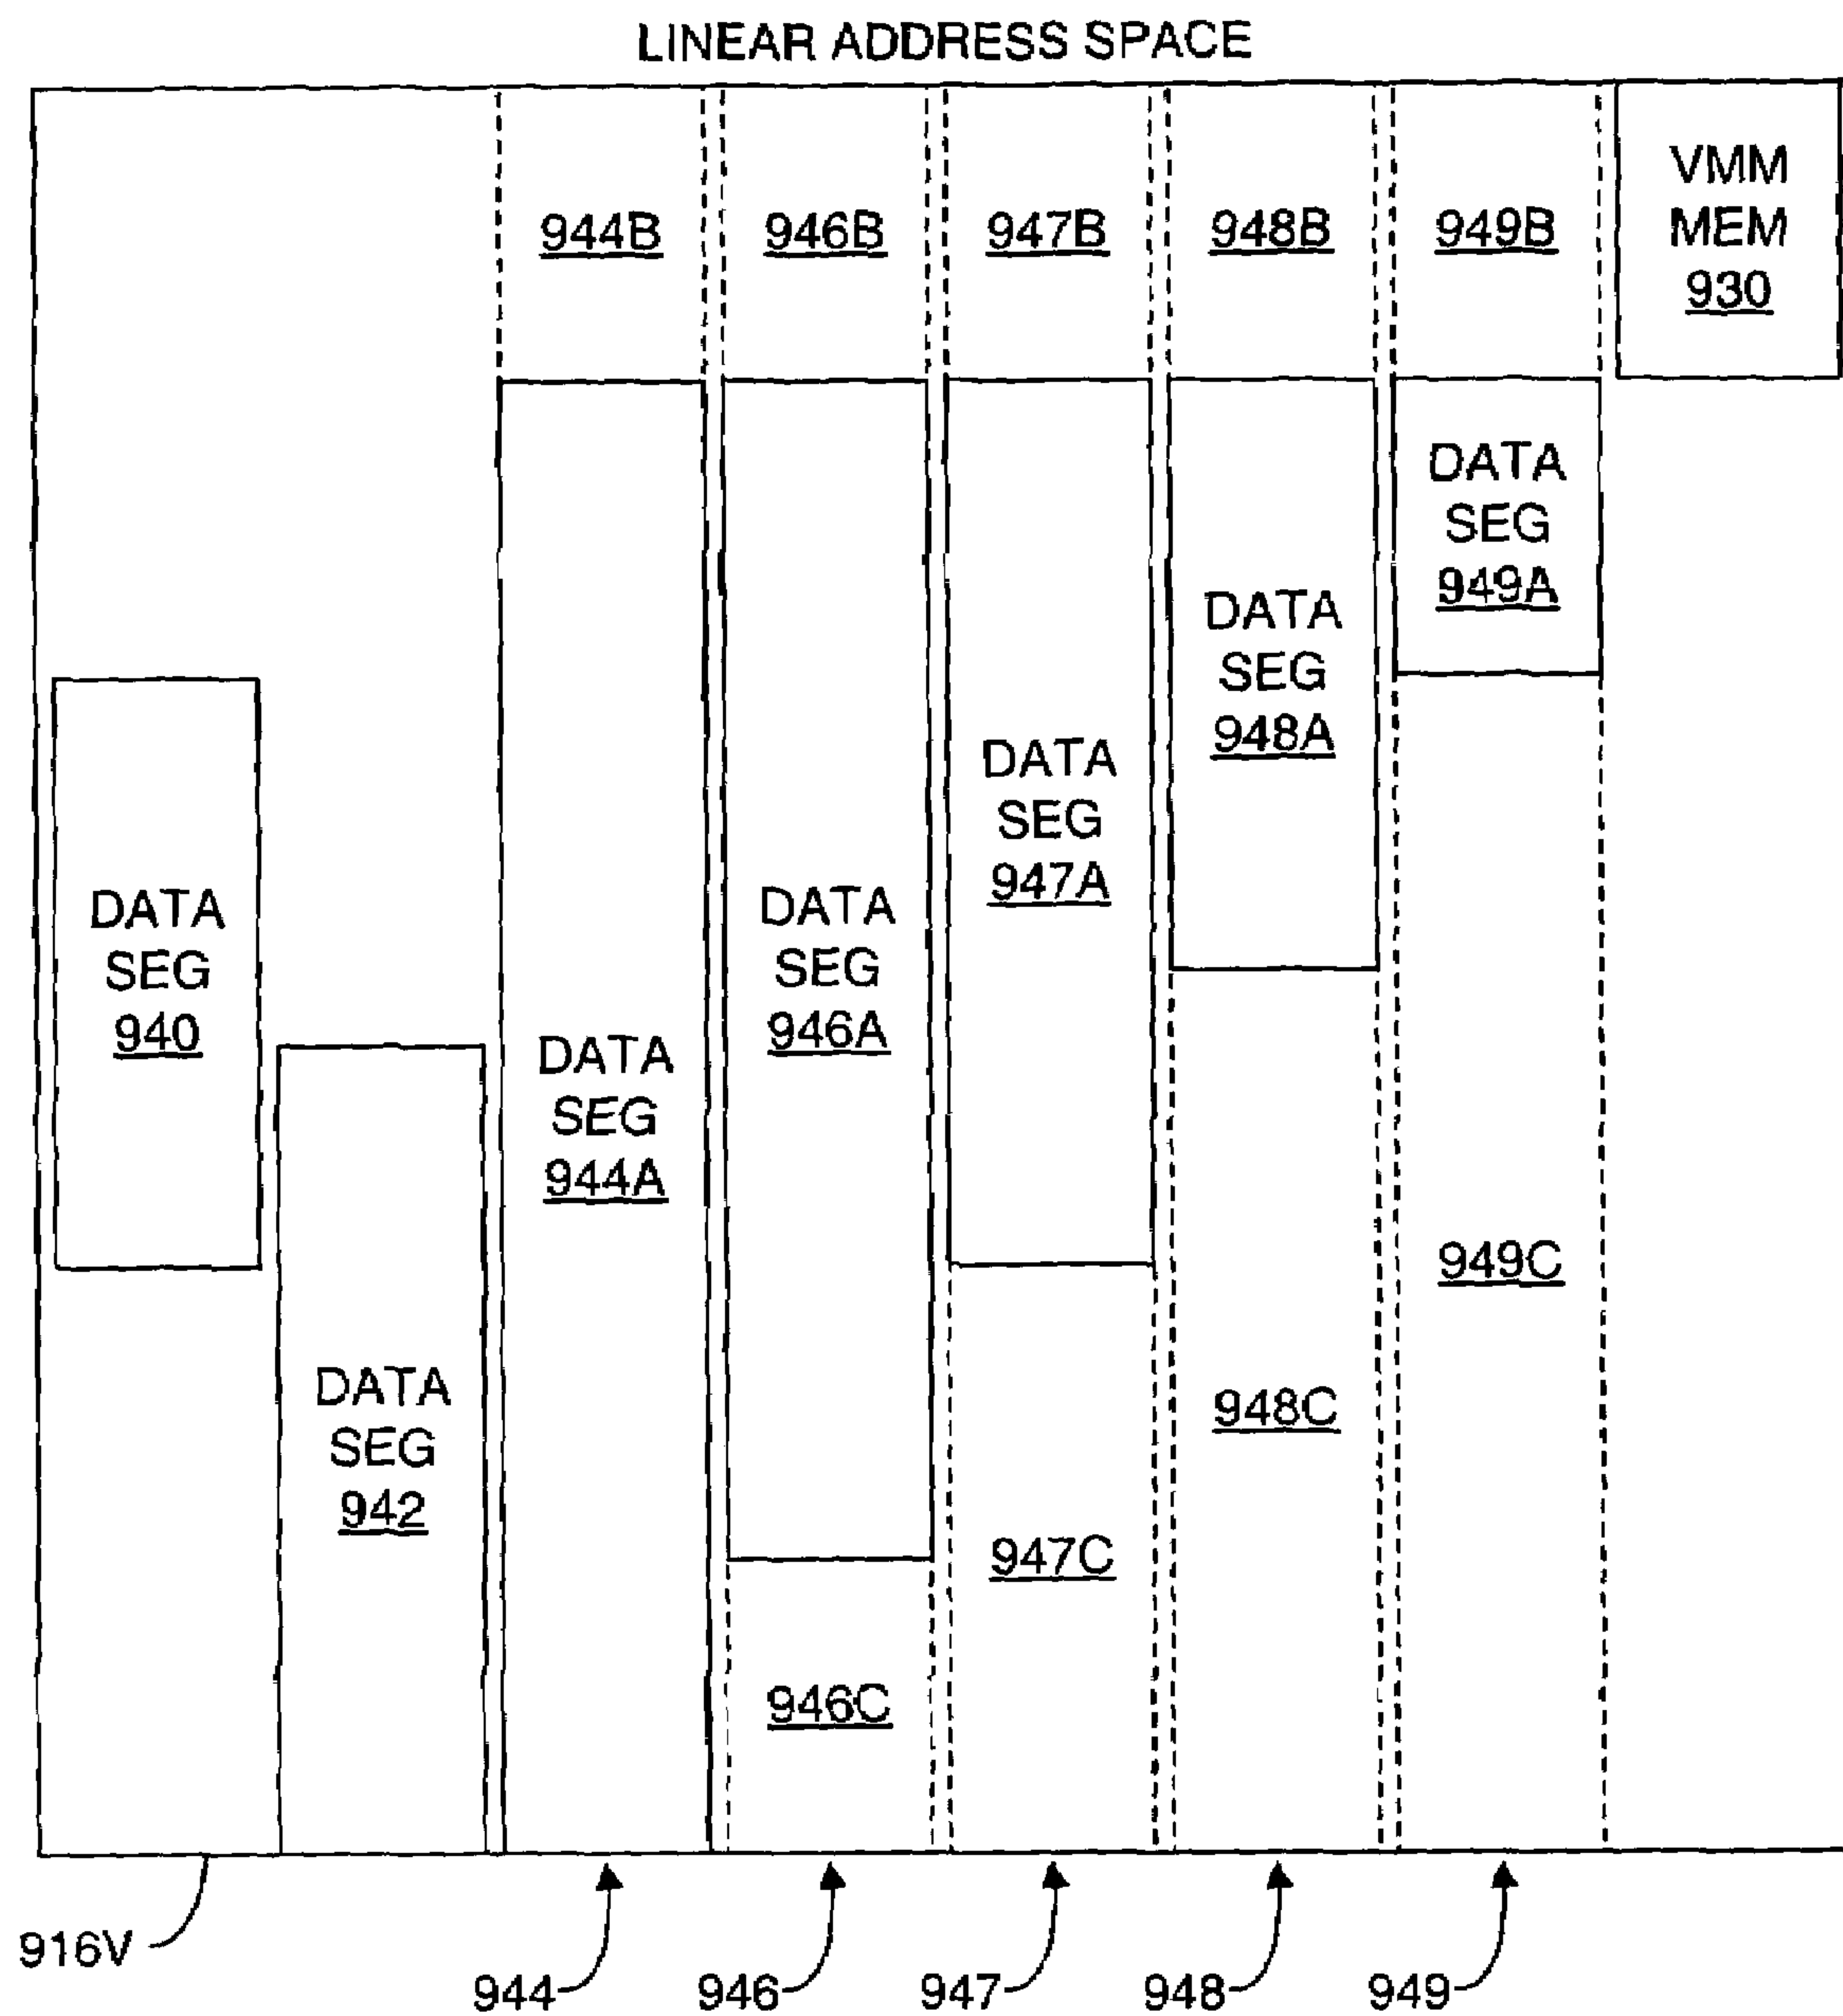 LINEAR ADDRESS SPACE
944B
946B
947B
948B
949B
VMM
MEM
930
DATA
SEG
940
DATA
SEG
942
DATA
SEG
944A
DATA
SEG
946A
DATA
SEG
947A
DATA
SEG
948A
DATA
SEG
949A
946C
947C
948C
949C
916V
944
946
947
948
949